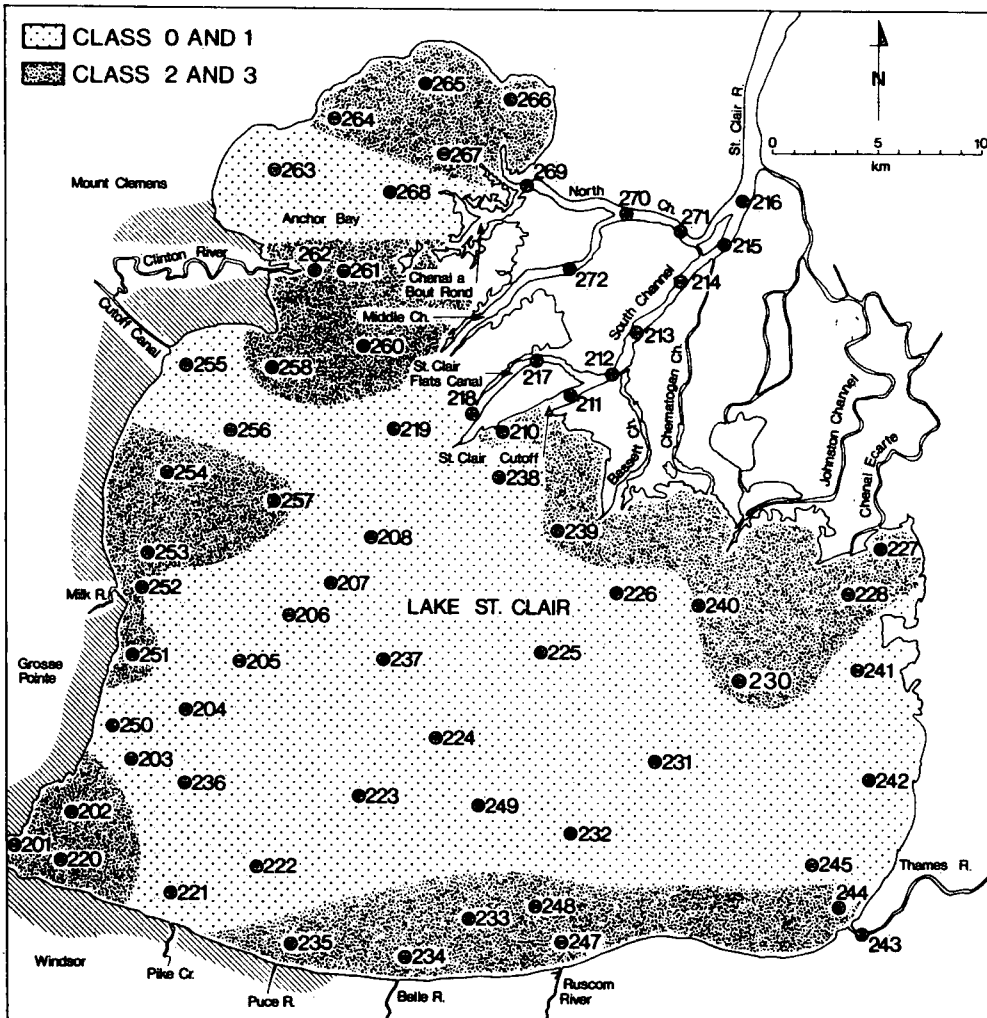 CLASS 0 AND 1
CLASS 2 AND 3
N
0 5 10
km
St. Clair R.
265
266
264
267
263
268
269
Mount Clemens
Anchor Bay
North
Ch.
270
271
216
215
Clinton River
262
261
Chenal a
Bout Rond
272
214
Middle Ch.
South Channel
213
Cutoff Canal
260
255
258
St. Clair
Flats Canal
217
212
218
211
Chematogan Ch.
Johnston Channel
Chenal Ecarte
256
219
210
St. Clair Cutoff
Bassett Ch.
238
254
257
239
253
208
227
252
Milk R.
207
226
240
228
206
LAKE ST. CLAIR
251
205
237
225
241
Grosse
Pointe
230
204
250
224
203
231
236
242
223
249
202
232
201
220
222
245
Thames R.
221
244
248
233
243
235
247
234
Windsor
Pike Cr.
Puce R.
Belle R.
Ruscom
River